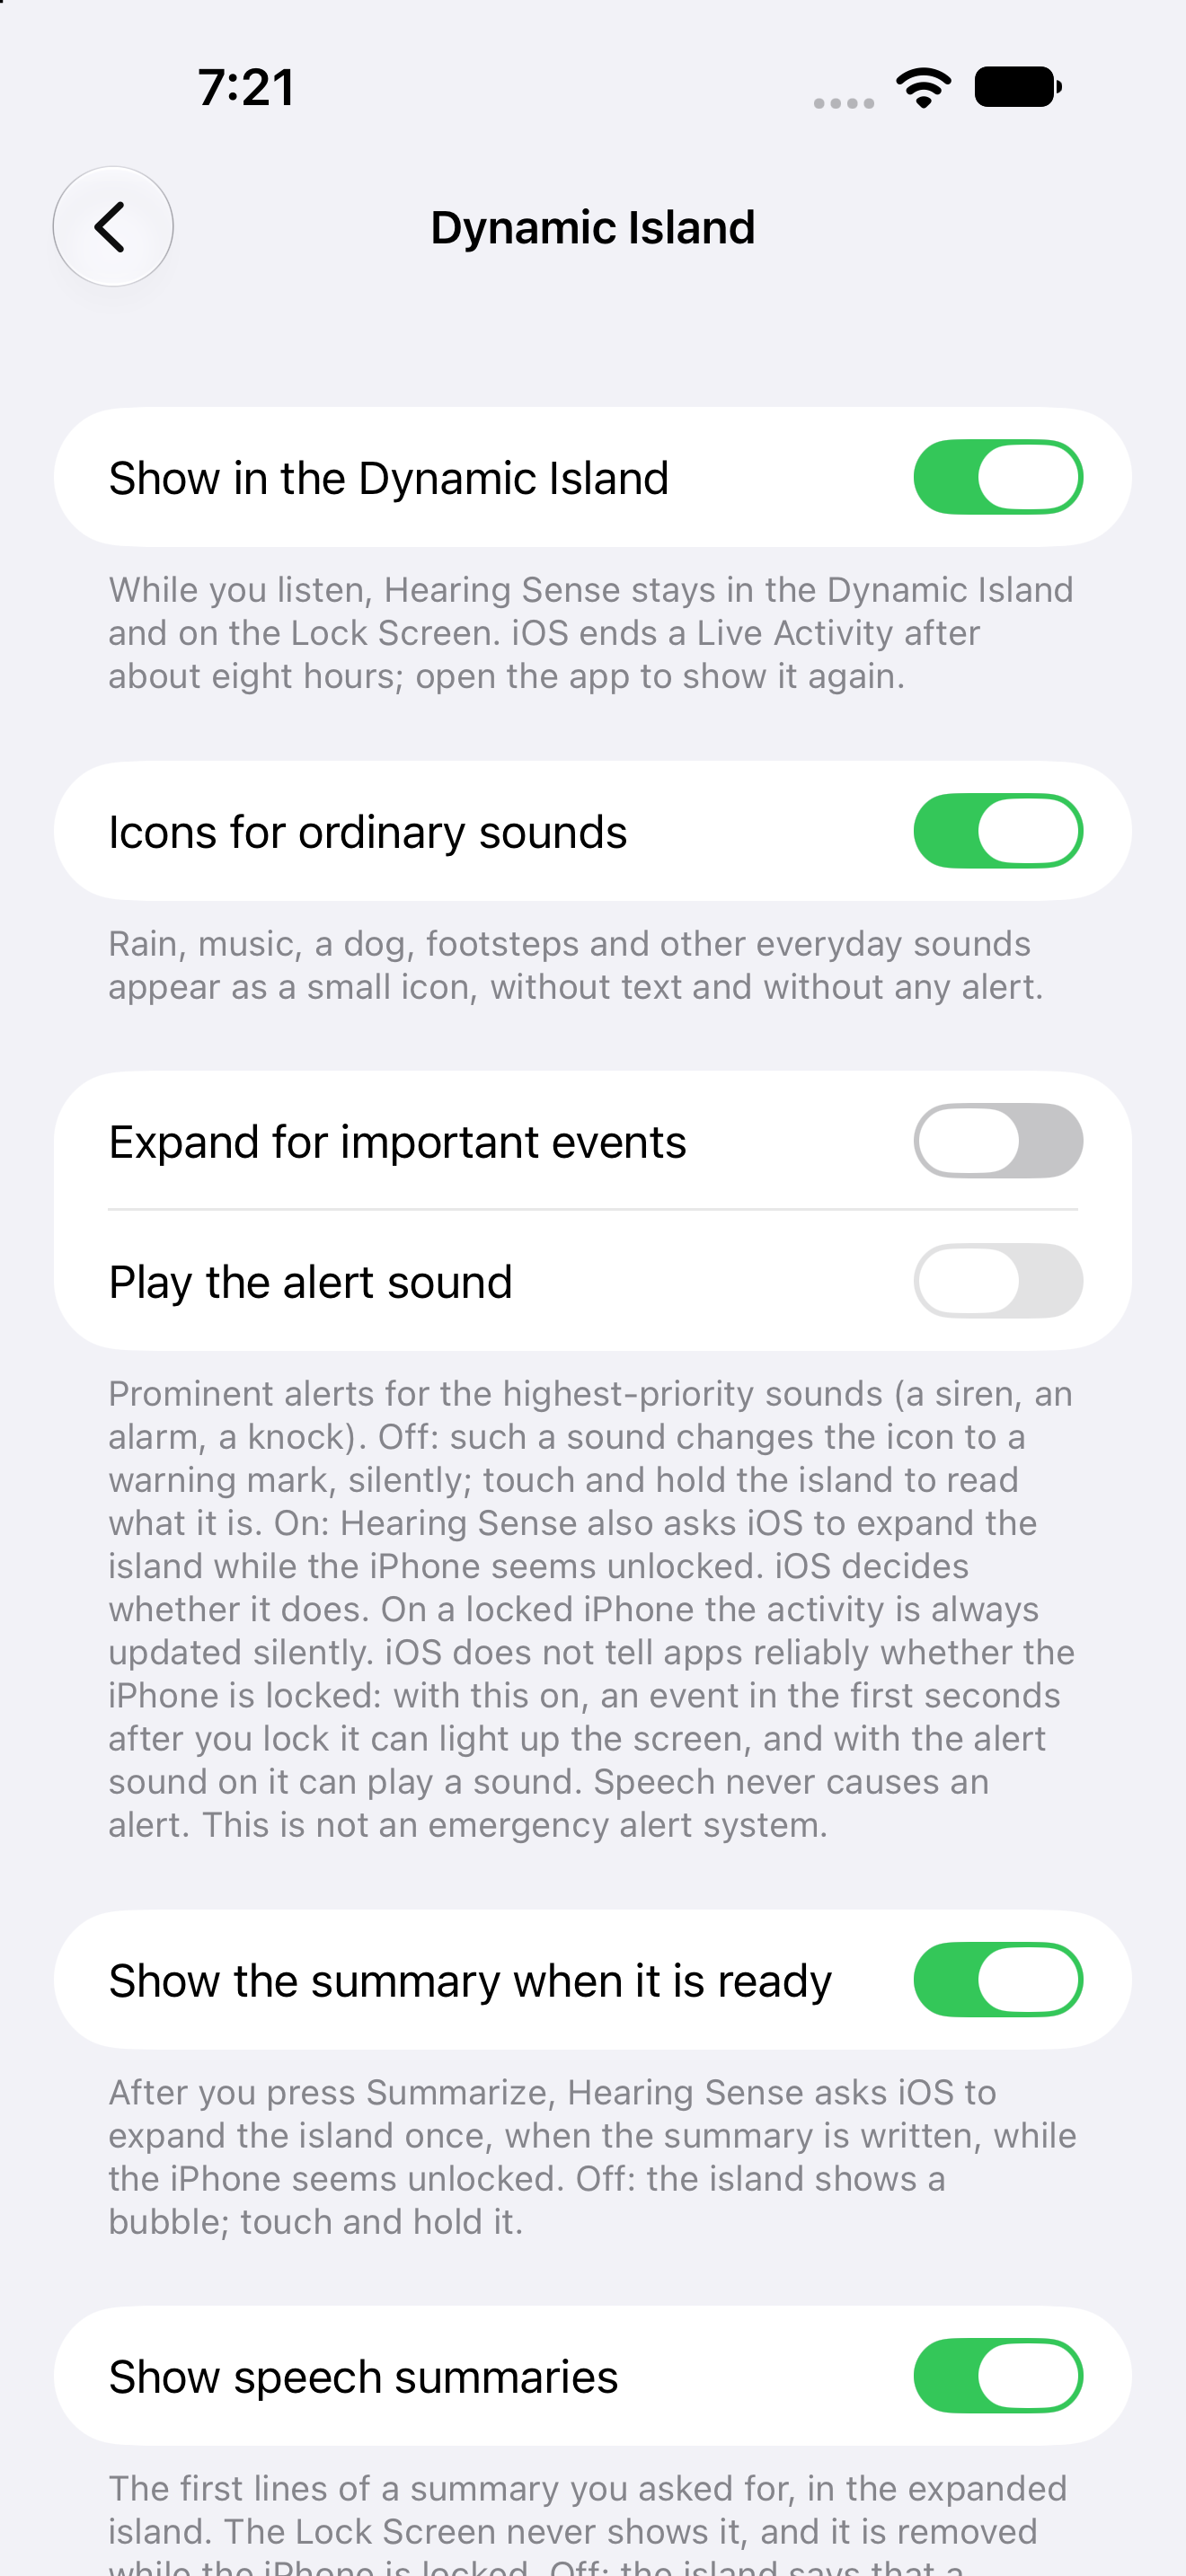 7:21
Dynamic Island
Show in the Dynamic Island
While you listen, Hearing Sense stays in the Dynamic Island
and on the Lock Screen. iOS ends a Live Activity after
about eight hours; open the app to show it again.
Icons for ordinary sounds
Rain, music, a dog, footsteps and other everyday sounds
appear as a small icon, without text and without any alert.
Expand for important events
Play the alert sound
Prominent alerts for the highest-priority sounds (a siren, an
alarm, a knock). Off: such a sound changes the icon to a
warning mark, silently; touch and hold the island to read
what it is. On: Hearing Sense also asks iOS to expand the
island while the iPhone seems unlocked. iOS decides
whether it does. On a locked iPhone the activity is always
updated silently. iOS does not tell apps reliably whether the
iPhone is locked: with this on, an event in the first seconds
after you lock it can light up the screen, and with the alert
sound on it can play a sound. Speech never causes an
alert. This is not an emergency alert system.
Show the summary when it is ready
After you press Summarize, Hearing Sense asks iOS to
expand the island once, when the summary is written, while
the iPhone seems unlocked. Off: the island shows a
bubble; touch and hold it.
Show speech summaries
The first lines of a summary you asked for, in the expanded
island. The Lock Screen never shows it, and it is removed
while the iPhone is locked. Off: the island says that a